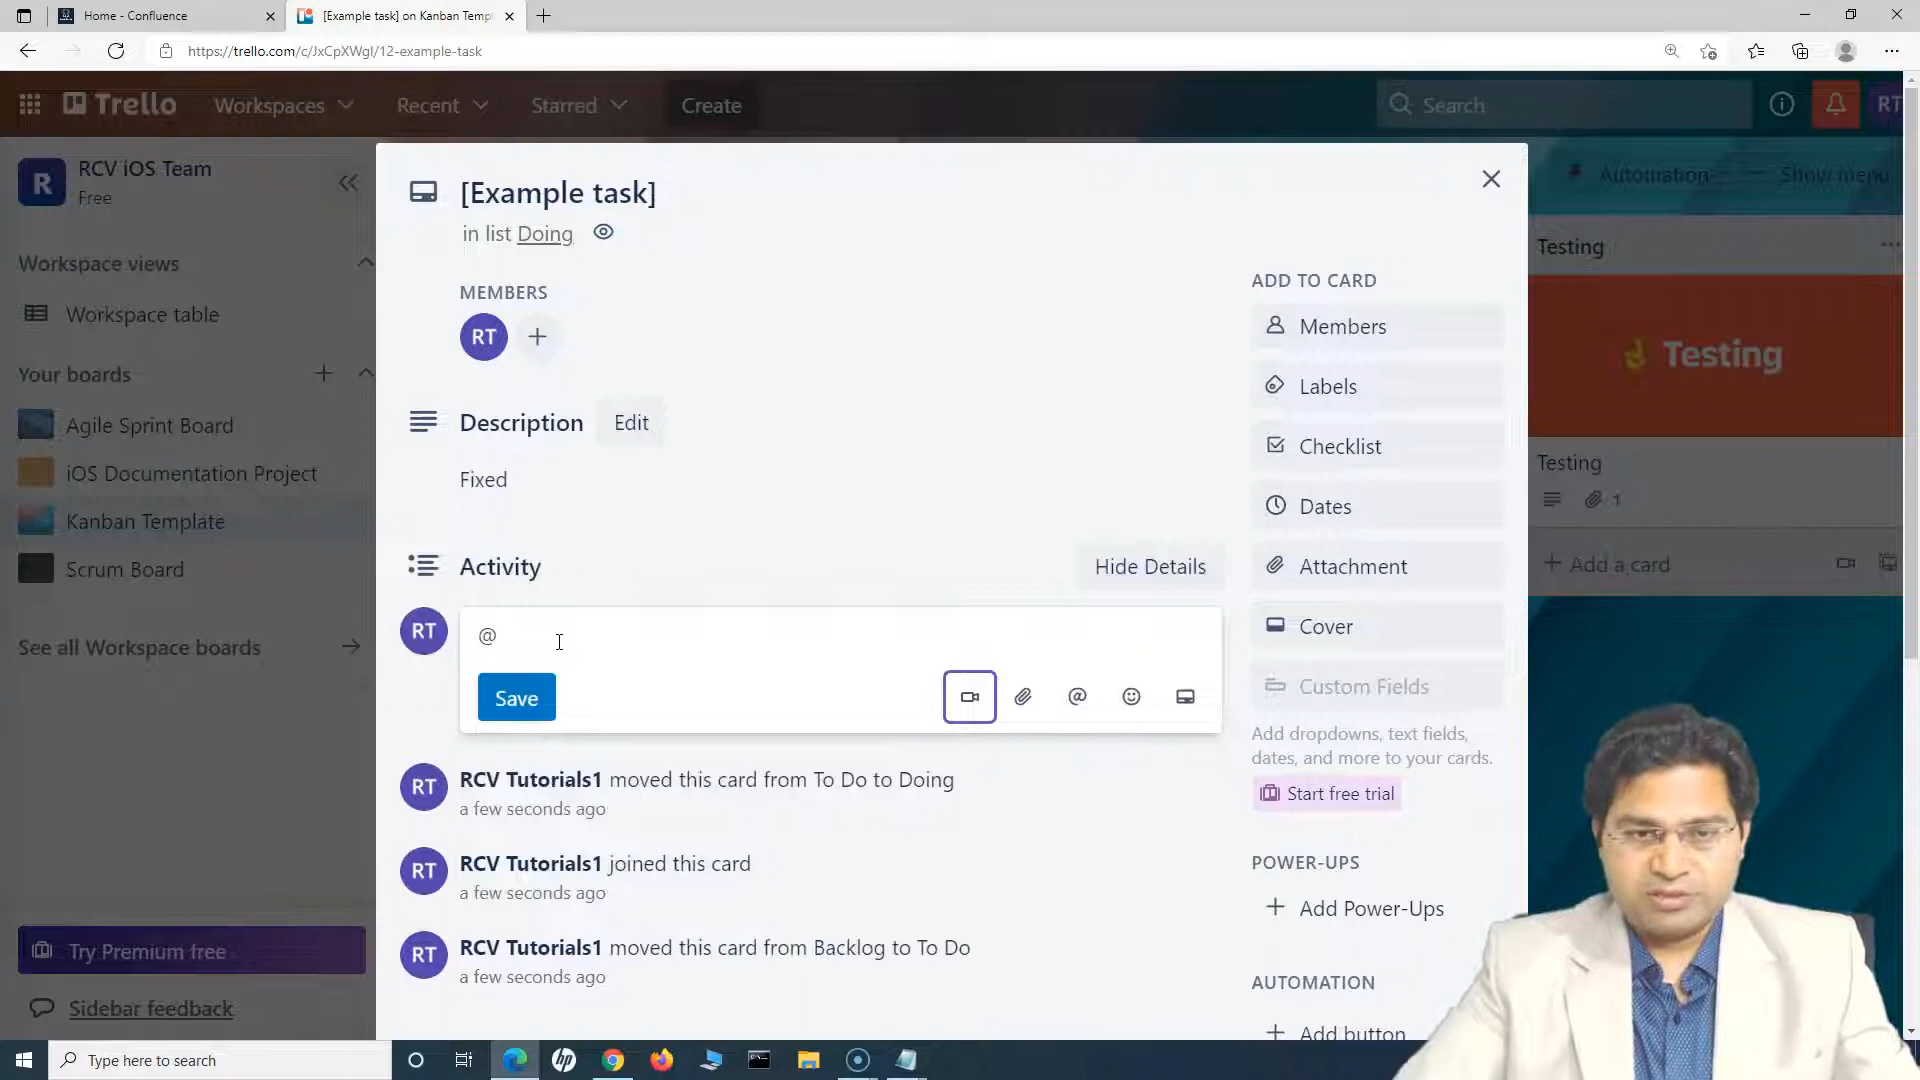 Home - Confluence
[Example task] on Kanban Temp
https://trello.com/c/JxCpXWgI/12-example-task
Trello
Workspaces
Recent
Starred
Create
Search
RT
R
RCV iOS Team
Free
Automation
Show menu
Workspace views
Workspace table
Your boards
Agile Sprint Board
iOS Documentation Project
Kanban Template
Scrum Board
See all Workspace boards
Try Premium free
Sidebar feedback
[Example task]
in list Doing
MEMBERS
RT
Description
Edit
Fixed
Activity
Hide Details
RT
@
Save
@
RT
RCV Tutorials1 moved this card from To Do to Doing
a few seconds ago
RT
RCV Tutorials1 joined this card
a few seconds ago
RT
RCV Tutorials1 moved this card from Backlog to To Do
a few seconds ago
ADD TO CARD
Members
Labels
Checklist
Dates
Attachment
Cover
Custom Fields
Add dropdowns, text fields,
dates, and more to your cards.
Start free trial
POWER-UPS
Add Power-Ups
AUTOMATION
Add button
Testing
Testing
Testing
1
Add a card
Type here to search
hp